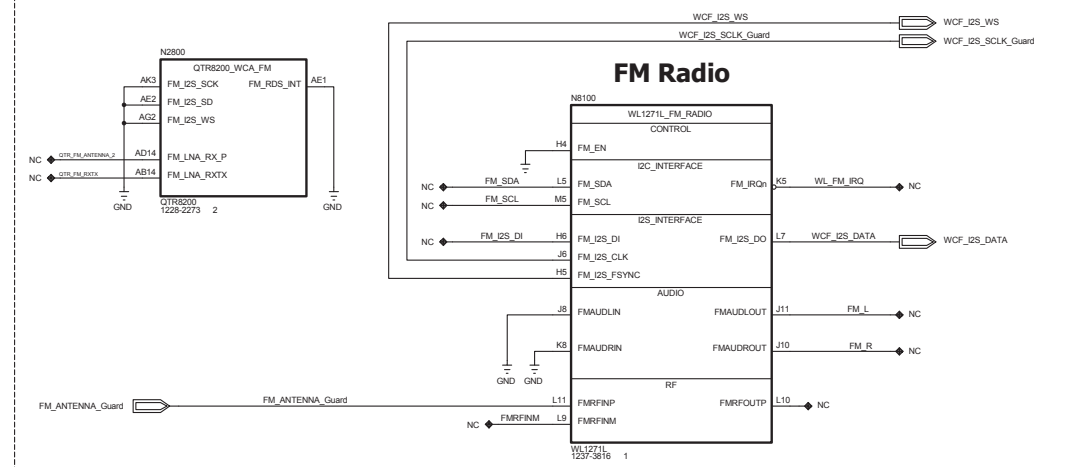 WCF_I2S_WS
WCF_I2S_WS
WCF_I2S_SCLK_Guard
WCF_I2S_SCLK_Guard
FM Radio
N2800
QTR8200_WCA_FM
AK3 FM_I2S_SCK FM_RDS_INT AE1
AE2 FM_I2S_SD
AG2 FM_I2S_WS
NC QTR_FM_ANTENNA_2 AD14 FM_LNA_RX_P
NC QTR_FM_RXTX AB14 FM_LNA_RXTX
GND
GND
QTR8200
1228-2273 2
N8100
WL1271L_FM_RADIO
CONTROL
H4 FM_EN
I2C_INTERFACE
NC FM_SDA L5 FM_SDA FM_IRQn K5 WL_FM_IRQ NC
NC FM_SCL M5 FM_SCL
I2S_INTERFACE
NC FM_I2S_DI H6 FM_I2S_DI FM_I2S_DO L7 WCF_I2S_DATA WCF_I2S_DATA
J6 FM_I2S_CLK
H5 FM_I2S_FSYNC
AUDIO
J8 FMAUDLIN FMAUDLOUT J11 FM_L NC
K8 FMAUDRIN FMAUDROUT J10 FM_R NC
GND GND
RF
FM_ANTENNA_Guard FM_ANTENNA_Guard L11 FMRFINP FMRFOUTP L10 NC
NC FMRFINM L9 FMRFINM
WL1271L
1237-3816 1